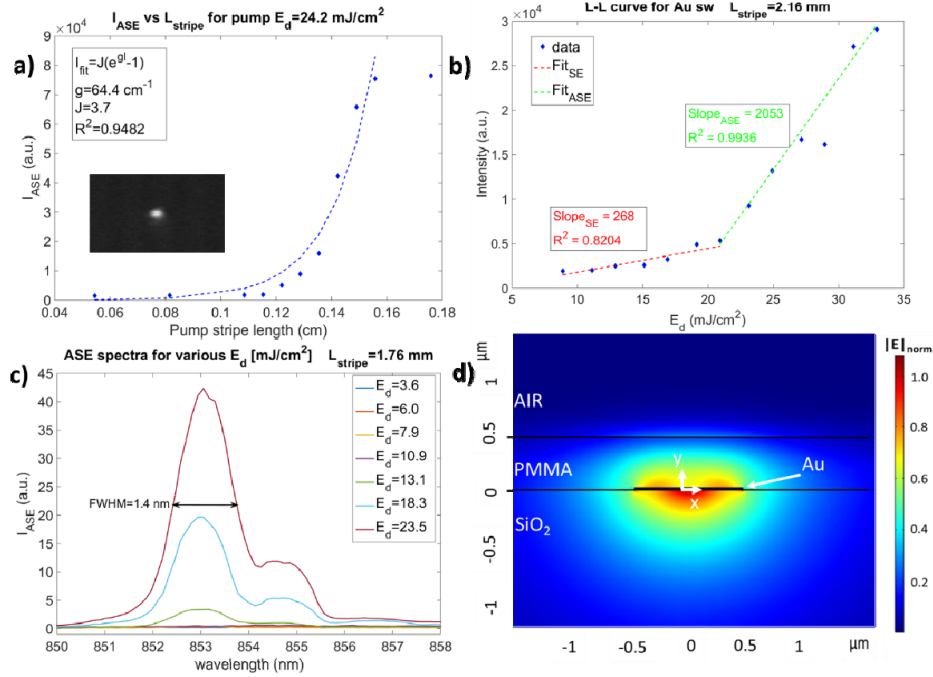 a)
I_ASE vs L_stripe for pump E_d=24.2 mJ/cm²
9 ×10⁴
8
7
6
5
4
3
2
1
0
I_ASE (a.u.)
I_fit=J(e^gl-1)
g=64.4 cm⁻¹
J=3.7
R²=0.9482
0.04 0.06 0.08 0.1 0.12 0.14 0.16 0.18
Pump stripe length (cm)
b)
L-L curve for Au sw L_stripe=2.16 mm
3 ×10⁴
2.5
2
1.5
1
0.5
0
Intensity (a.u.)
data
Fit_SE
Fit_ASE
Slope_ASE = 2053
R² = 0.9936
Slope_SE = 268
R² = 0.8204
5 10 15 20 25 30 35
E_d (mJ/cm²)
c)
ASE spectra for various E_d [mJ/cm²] L_stripe=1.76 mm
45
40
35
30
25
20
15
10
5
0
I_ASE (a.u.)
FWHM=1.4 nm
E_d=3.6
E_d=6.0
E_d=7.9
E_d=10.9
E_d=13.1
E_d=18.3
E_d=23.5
850 851 852 853 854 855 856 857 858
wavelength (nm)
d)
μm
1
0.5
0
-0.5
-1
AIR
PMMA
SiO₂
y
x
Au
-1 -0.5 0 0.5 1 μm
|E|_norm
1.0
0.8
0.6
0.4
0.2